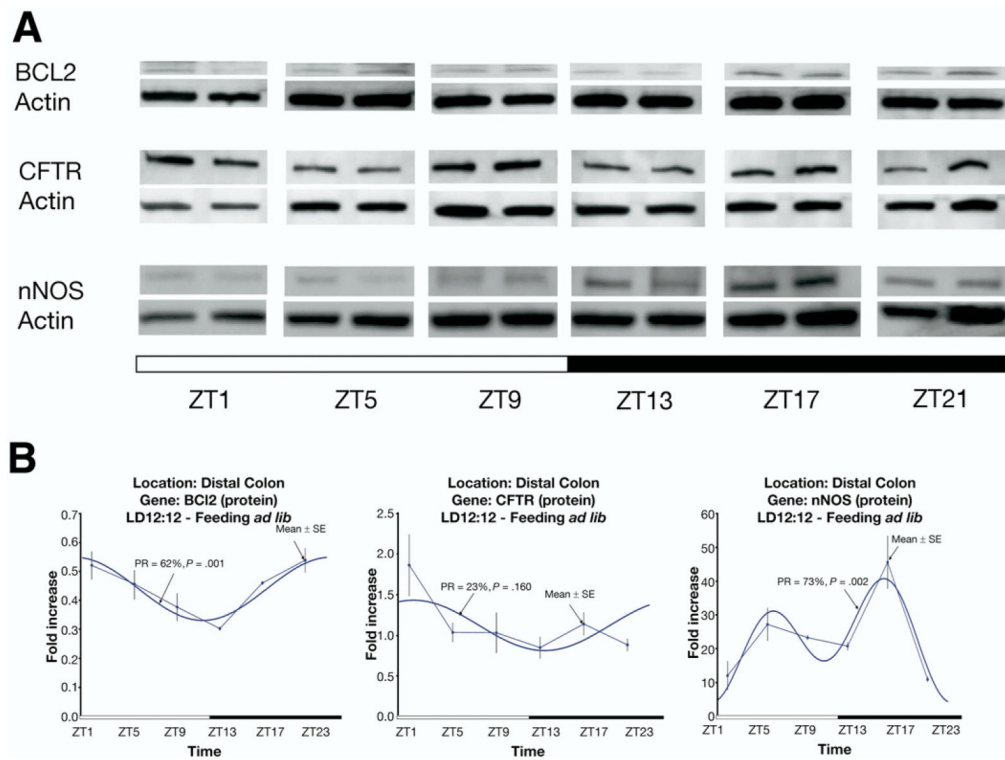 A
BCL2
Actin
CFTR
Actin
nNOS
Actin
ZT1 ZT5 ZT9 ZT13 ZT17 ZT21
B
Location: Distal Colon
Gene: BCl2 (protein)
LD12:12 - Feeding ad lib
Mean ± SE
PR = 62%, P = .001
Fold increase
0.7
0.6
0.5
0.4
0.3
0.2
0.1
0.0
ZT1 ZT5 ZT9 ZT13 ZT17 ZT23
Time
Location: Distal Colon
Gene: CFTR (protein)
LD12:12 - Feeding ad lib
PR = 23%, P = .160
Mean ± SE
Fold increase
2.5
2.0
1.5
1.0
0.5
0.0
ZT1 ZT5 ZT9 ZT13 ZT17 ZT23
Time
Location: Distal Colon
Gene: nNOS (protein)
LD12:12 - Feeding ad lib
Mean ± SE
PR = 73%, P = .002
Fold increase
60
50
40
30
20
10
0
ZT1 ZT5 ZT9 ZT13 ZT17 ZT23
Time